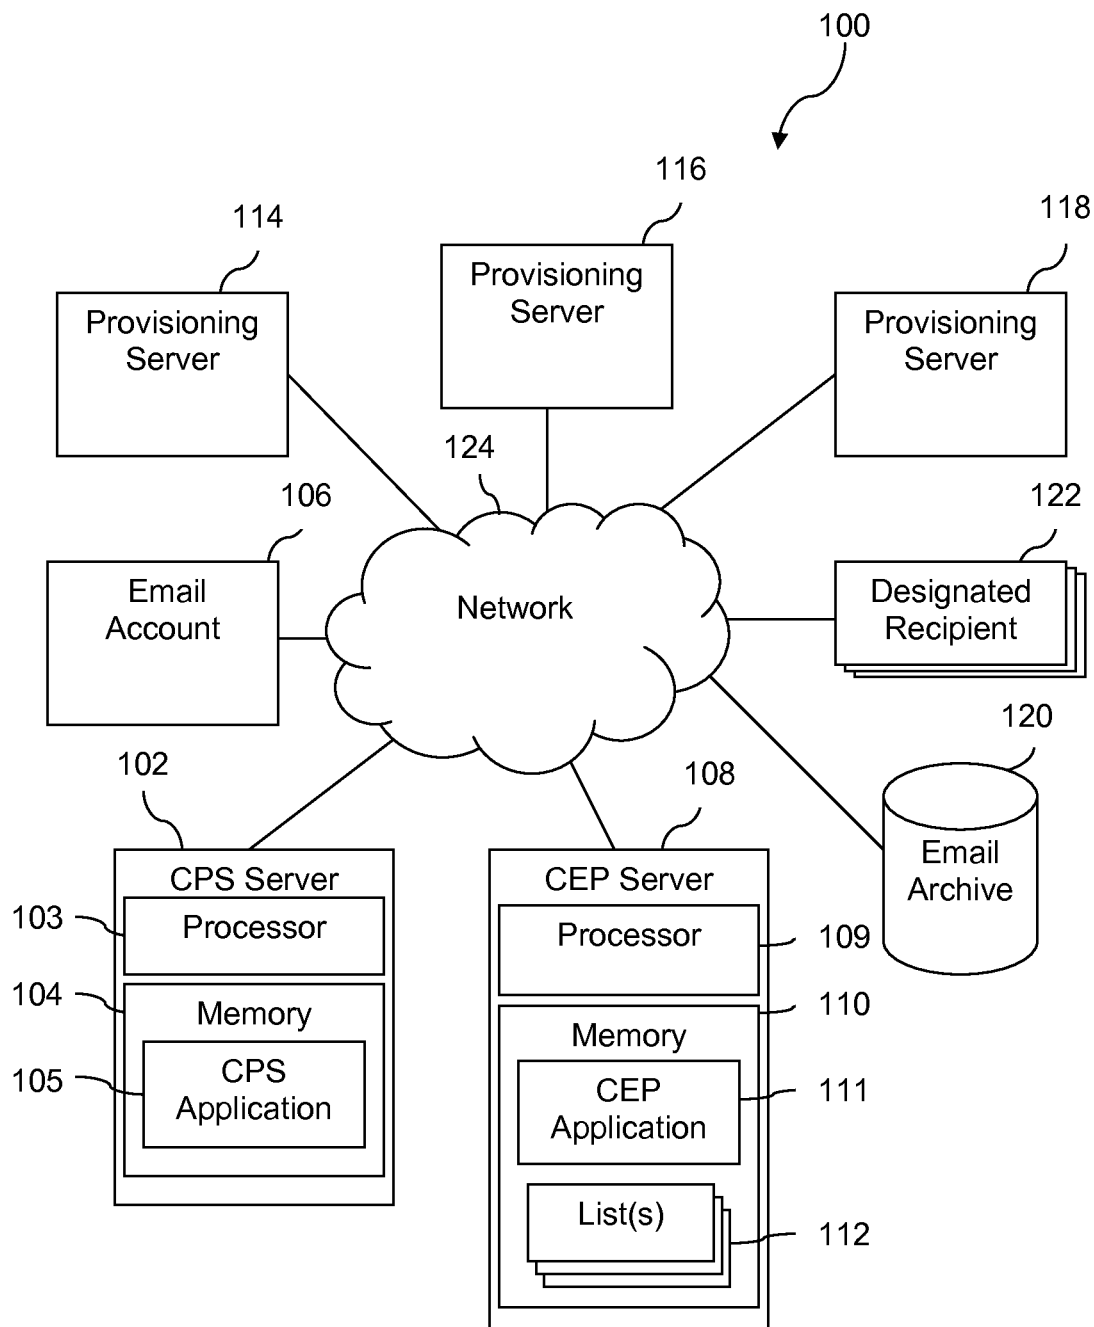 100
116
114
118
Provisioning
Server
Provisioning
Server
Provisioning
Server
124
106
122
Email
Account
Network
Designated
Recipient
120
102
108
Email
Archive
CPS Server
CEP Server
103
Processor
Processor
109
104
Memory
110
Memory
105
CPS
Application
CEP
Application
111
List(s)
112